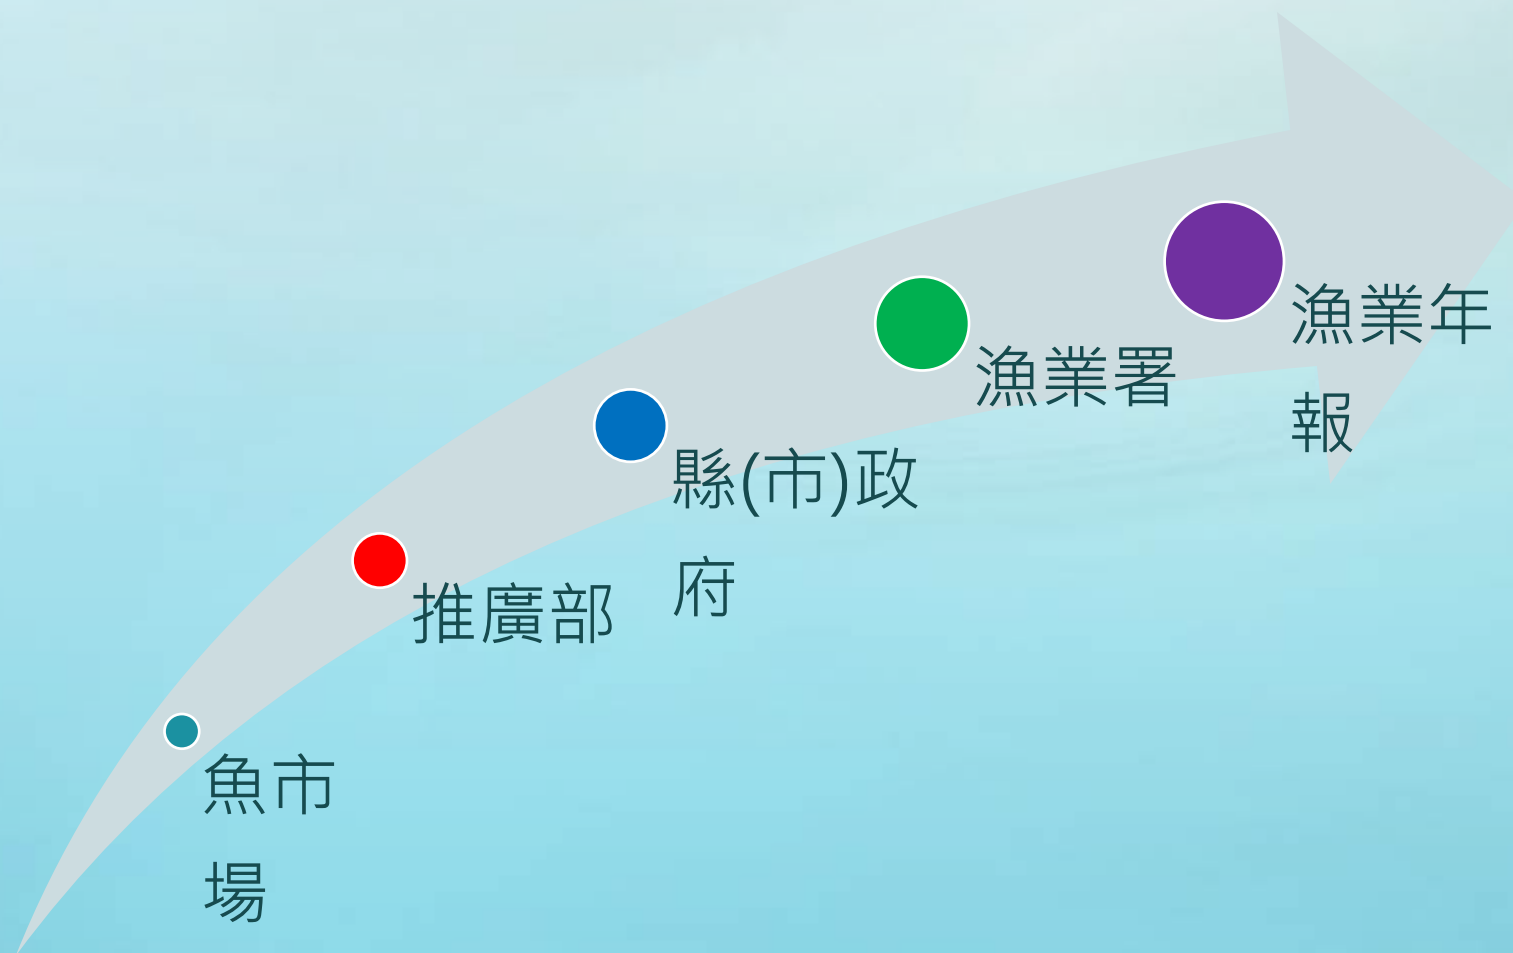 魚市
場
推廣部
縣(市)政
府
漁業署
漁業年
報